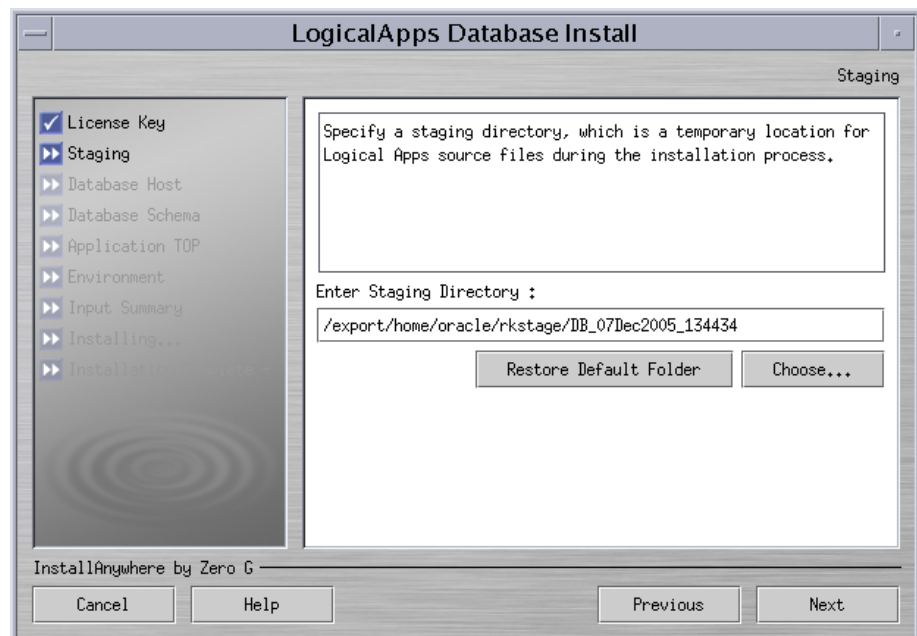 LogicalApps Database Install
Staging
License Key
Staging
Database Host
Database Schema
Application TOP
Environment
Input Summary
Installing...
Specify a staging directory, which is a temporary location for
Logical Apps source files during the installation process.
Enter Staging Directory :
/export/home/oracle/rkstage/DB_07Dec2005_134434
Restore Default Folder
Choose...
InstallAnywhere by Zero G
Cancel
Help
Previous
Next